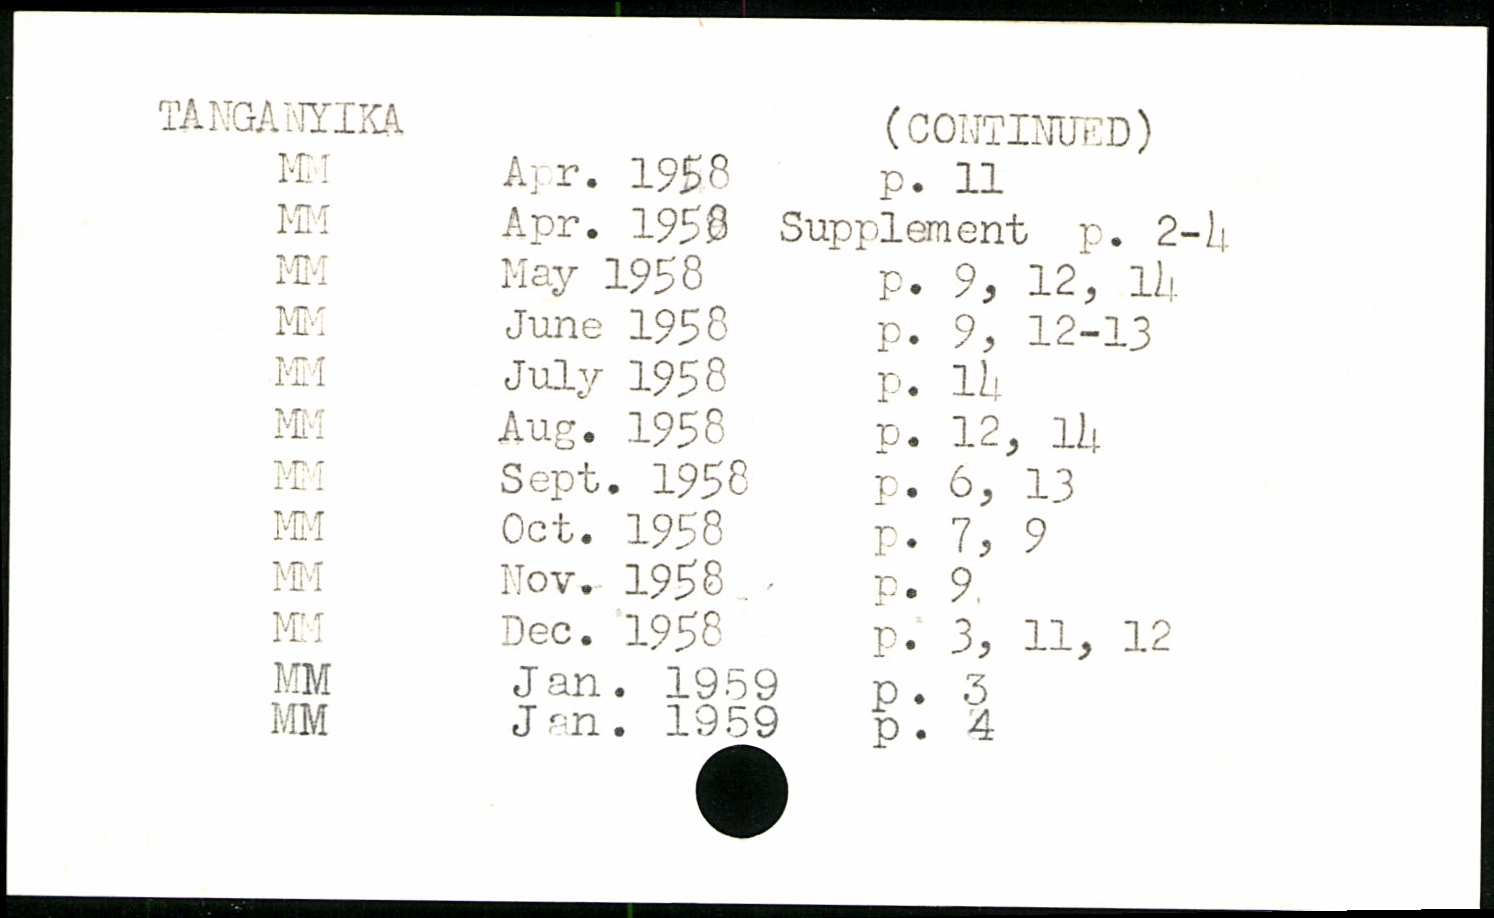 TANGANYIKA (CONTINUED)
MM Apr. 1958 p. 11
MM Apr. 1958 Supplement p. 2-4
MM May 1958 p. 9, 12, 14
MM June 1958 p. 9, 12-13
MM July 1958 p. 14
MM Aug. 1958 p. 12, 14
MM Sept. 1958 p. 6, 13
MM Oct. 1958 p. 7, 9
MM Nov. 1958 p. 9
MM Dec. 1958 p. 3, 11, 12
MM Jan. 1959 p. 3
MM Jan. 1959 p. 4